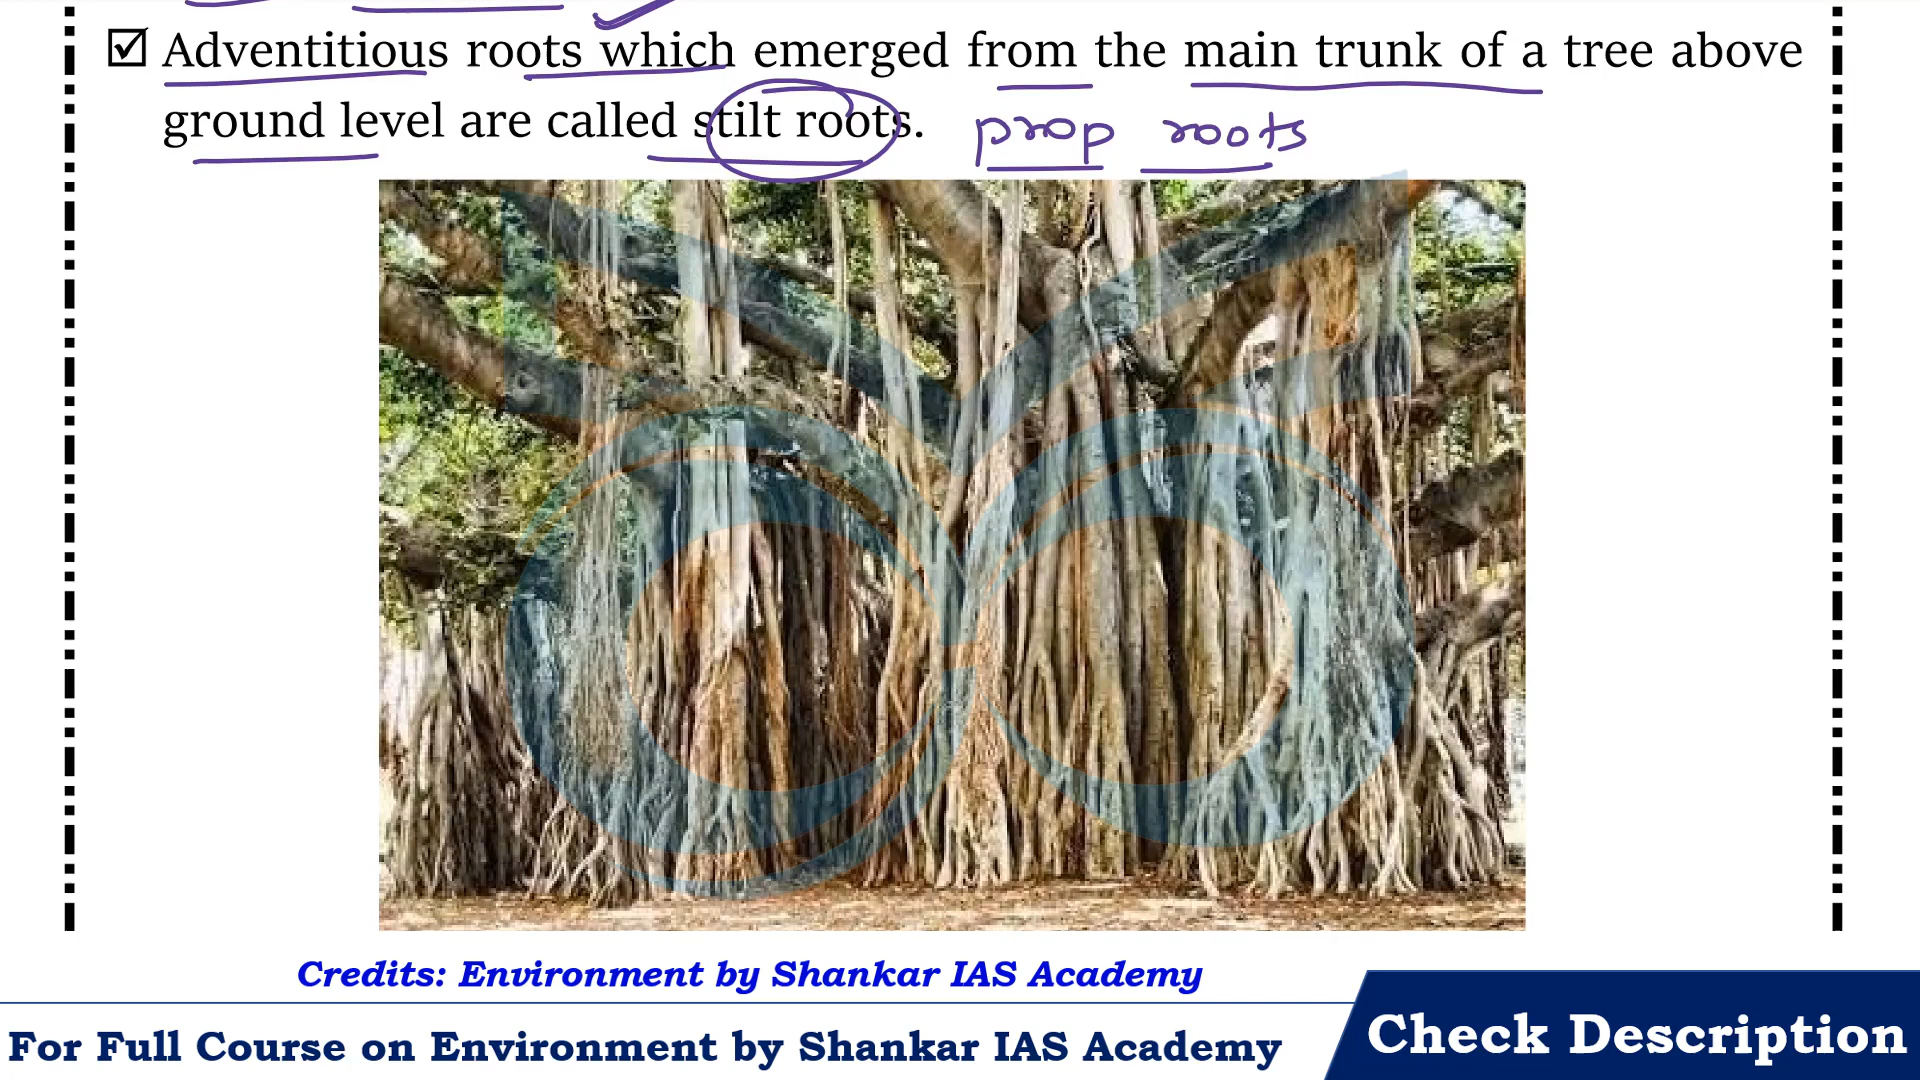 ☑ Adventitious roots which emerged from the main trunk of a tree above
ground level are called stilt roots. prop roots
Credits: Environment by Shankar IAS Academy
For Full Course on Environment by Shankar IAS Academy
Check Description